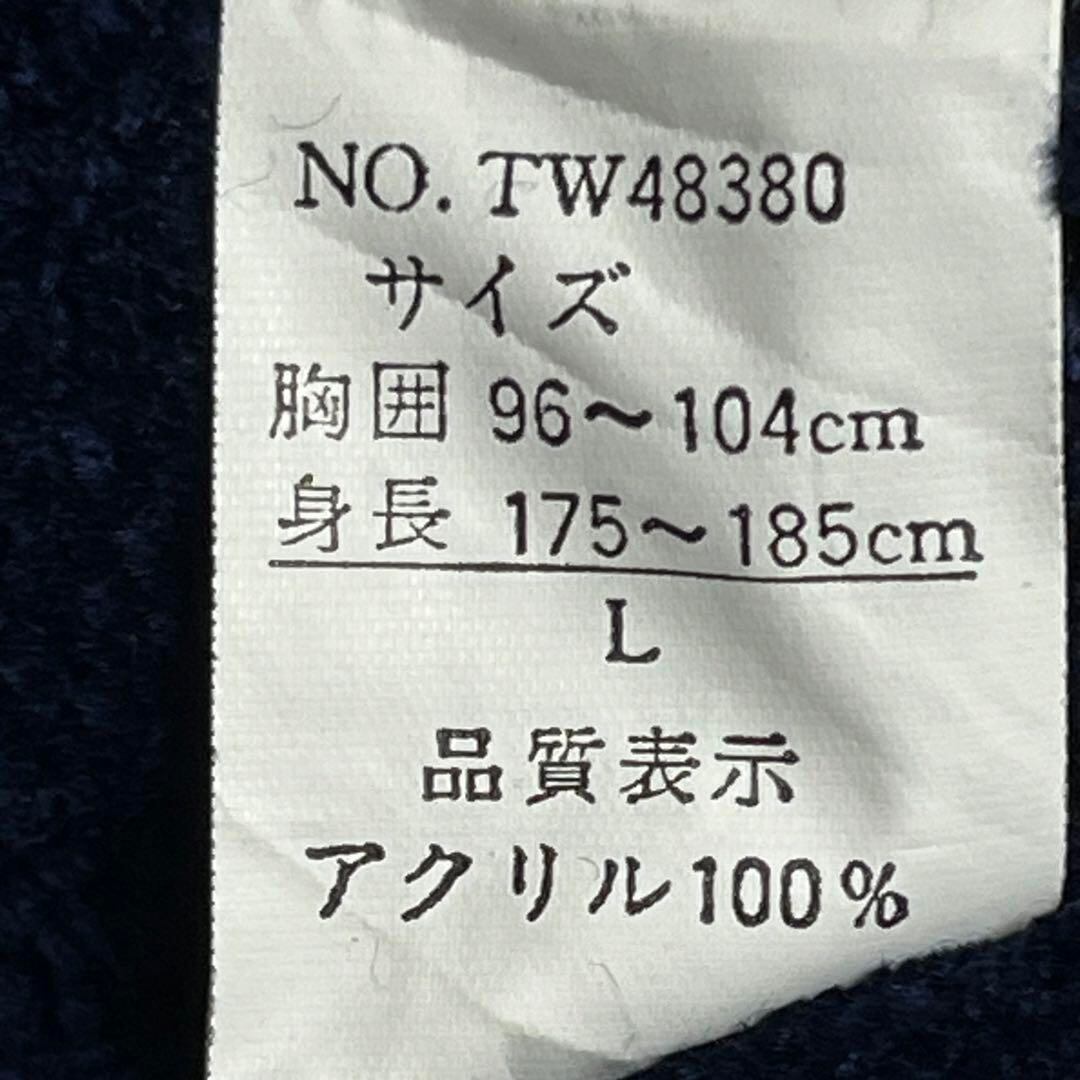 NO. TW48380
サイズ
胸囲 96～104cm
身長 175～185cm
L
品質表示
アクリル100%